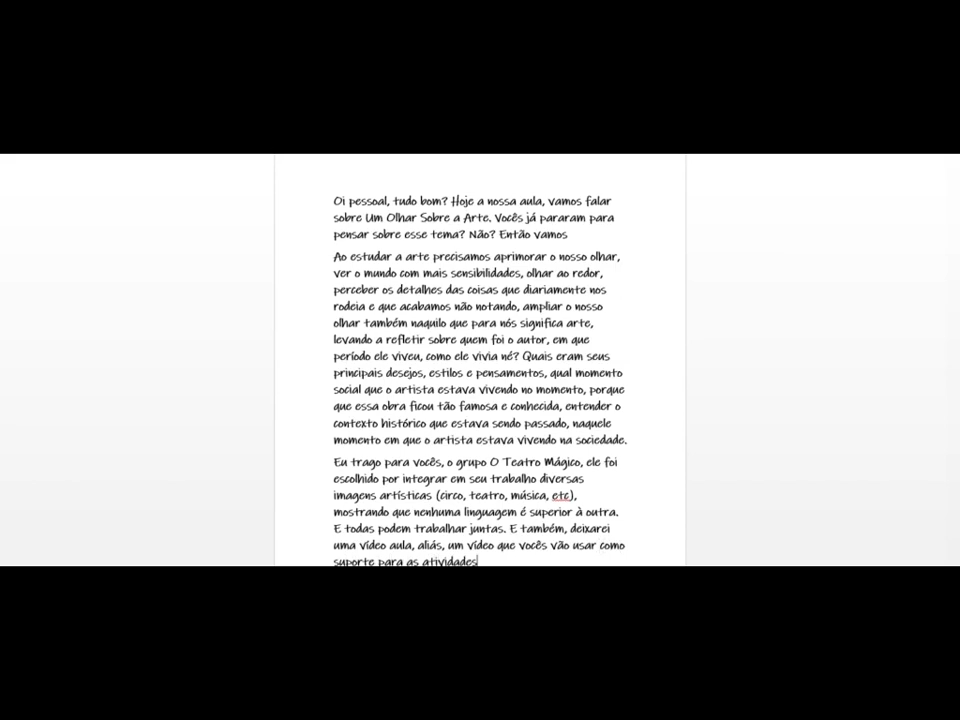 Oi pessoal, tudo bom? Hoje a nossa aula, vamos falar
sobre Um Olhar Sobre a Arte. Vocês já pararam para
pensar sobre esse tema? Não? Então vamos
Ao estudar a arte precisamos aprimorar o nosso olhar,
ver o mundo com mais sensibilidades, olhar ao redor,
perceber os detalhes das coisas que diariamente nos
rodeia e que acabamos não notando, ampliar o nosso
olhar também naquilo que para nós significa arte,
levando a refletir sobre quem foi o autor, em que
período ele viveu, como ele vivia né? Quais eram seus
principais desejos, estilos e pensamentos, qual momento
social que o artista estava vivendo no momento, porque
que essa obra ficou tão famosa e conhecida, entender o
contexto histórico que estava sendo passado, naquele
momento em que o artista estava vivendo na sociedade.
Eu trago para vocês, o grupo O Teatro Mágico, ele foi
escolhido por integrar em seu trabalho diversas
imagens artísticas (circo, teatro, música, etc),
mostrando que nenhuma linguagem é superior à outra.
E todas podem trabalhar juntas. E também, deixarei
uma vídeo aula, aliás, um vídeo que vocês vão usar como
suporte para as atividades